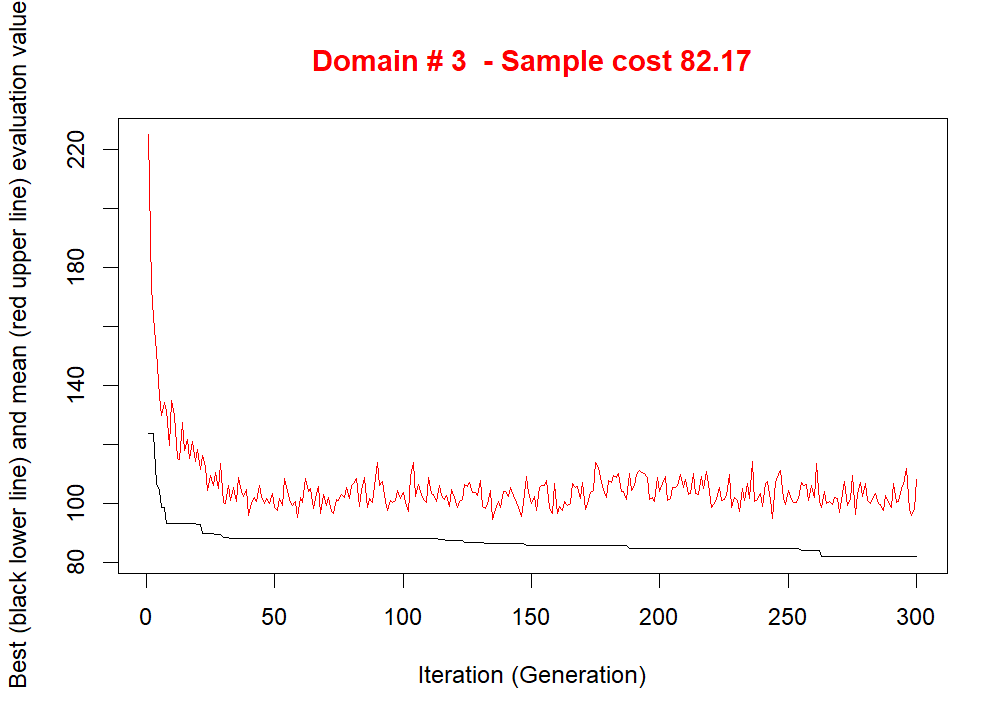 Domain # 3  - Sample cost 82.17
Best (black lower line) and mean (red upper line) evaluation value
220
180
140
100
80
0 50 100 150 200 250 300
Iteration (Generation)